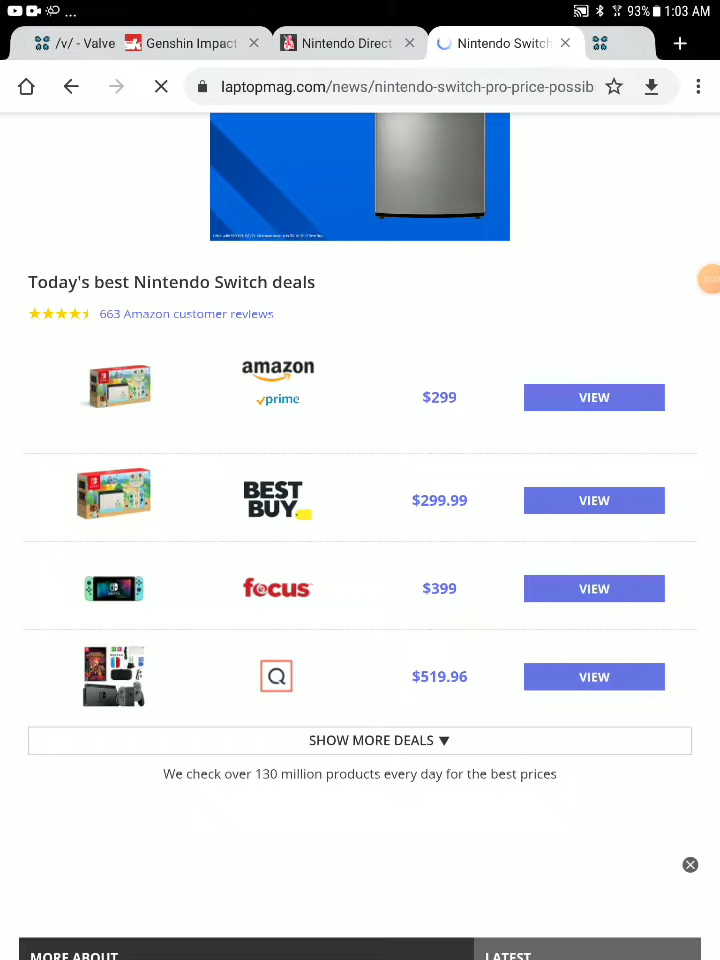 ... 93% 1:03 AM
/v/ - Valve Genshin Impact Nintendo Direct Nintendo Switch
laptopmag.com/news/nintendo-switch-pro-price-possib
Today's best Nintendo Switch deals
663 Amazon customer reviews
amazon
prime
$299
VIEW
BEST
BUY
$299.99
VIEW
focus
$399
VIEW
Q
$519.96
VIEW
SHOW MORE DEALS ▼
We check over 130 million products every day for the best prices
MORE ABOUT
LATEST